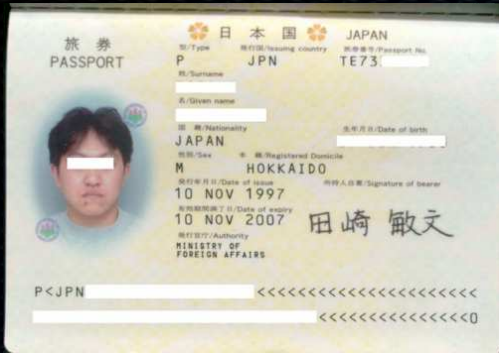 旅券
PASSPORT
日本国 JAPAN
型/Type 発行国/Issuing country 旅券番号/Passport No.
P JPN TE73
姓/Surname
名/Given name
国籍/Nationality 生年月日/Date of birth
JAPAN
性別/Sex 本籍/Registered Domicile
M HOKKAIDO
発行年月日/Date of issue 所持人自署/Signature of bearer
10 NOV 1997
有効期間満了日/Date of expiry
10 NOV 2007 田崎 敏文
発行官庁/Authority
MINISTRY OF
FOREIGN AFFAIRS
P<JPN <<<<<<<<<<<<<<<<<<<<<<<
<<<<<<<<<<<<<<<<0